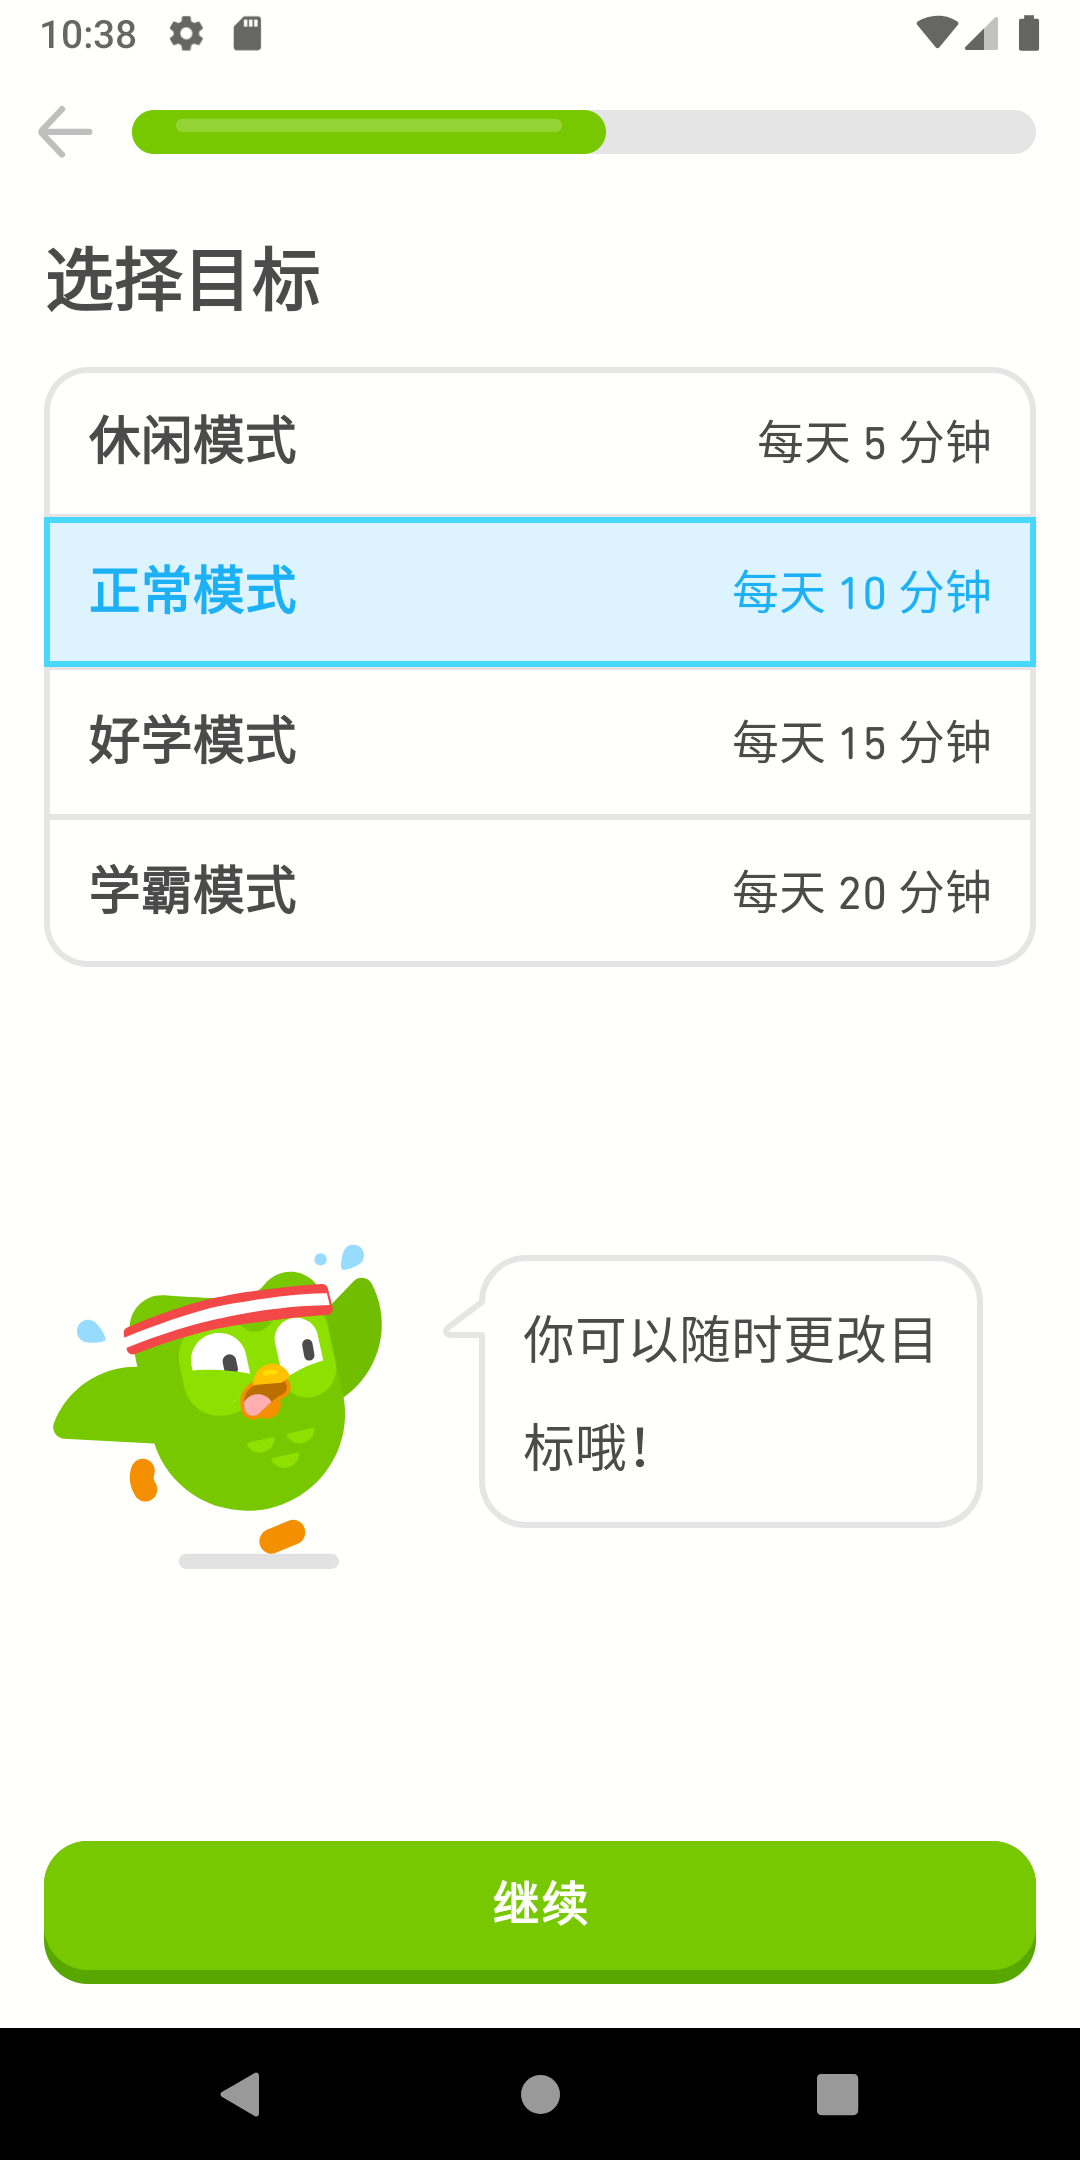 10:38
选择目标
休闲模式 每天 5 分钟
正常模式 每天 10 分钟
好学模式 每天 15 分钟
学霸模式 每天 20 分钟
你可以随时更改目
标哦！
继续